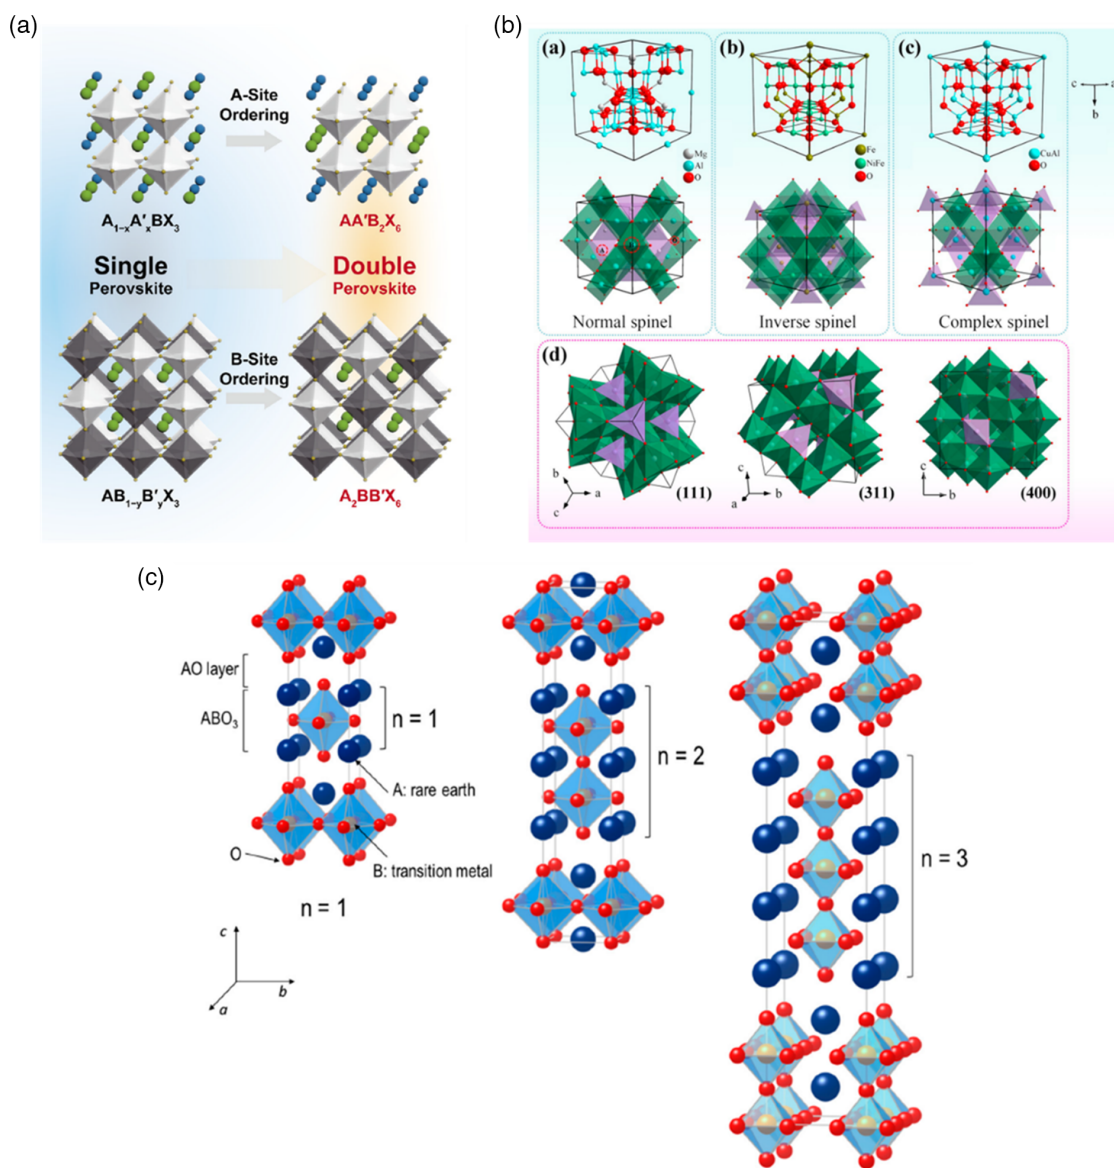 (a)
A-Site
Ordering
A₁₋ₓA′ₓBX₃
AA′B₂X₆
Single
Perovskite
Double
Perovskite
B-Site
Ordering
AB₁₋ᵧB′ᵧX₃
A₂BB′X₆
(b)
(a)
Mg
Al
O
Normal spinel
(b)
Fe
NiFe
O
Inverse spinel
(c)
CuAl
O
Complex spinel
c
a
b
(d)
b
a
c
(111)
c
b
a
(311)
c
b
(400)
(c)
AO layer
ABO₃
n = 1
A: rare earth
O
B: transition metal
n = 1
c
b
a
n = 2
n = 3